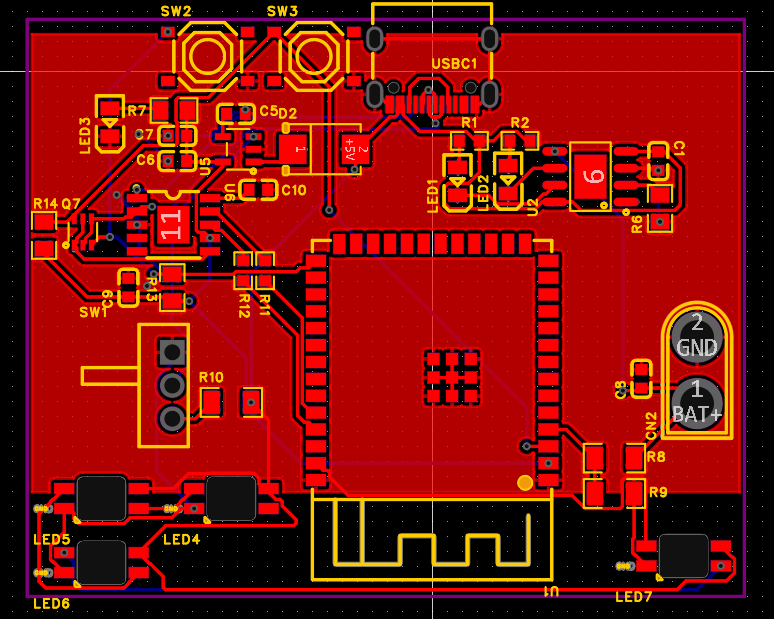 SW2
SW3
USBC1
LED3
R7
C5
D2
C7
C6
U5
1
+5V
2
R1
R2
C1
LED1
LED2
U2
6
R6
R14
Q7
U6
C10
11
C9
R13
R12
R11
SW1
R10
2
GND
1
BAT+
C8
CN2
R8
R9
LED5
LED4
LED6
U1
LED7